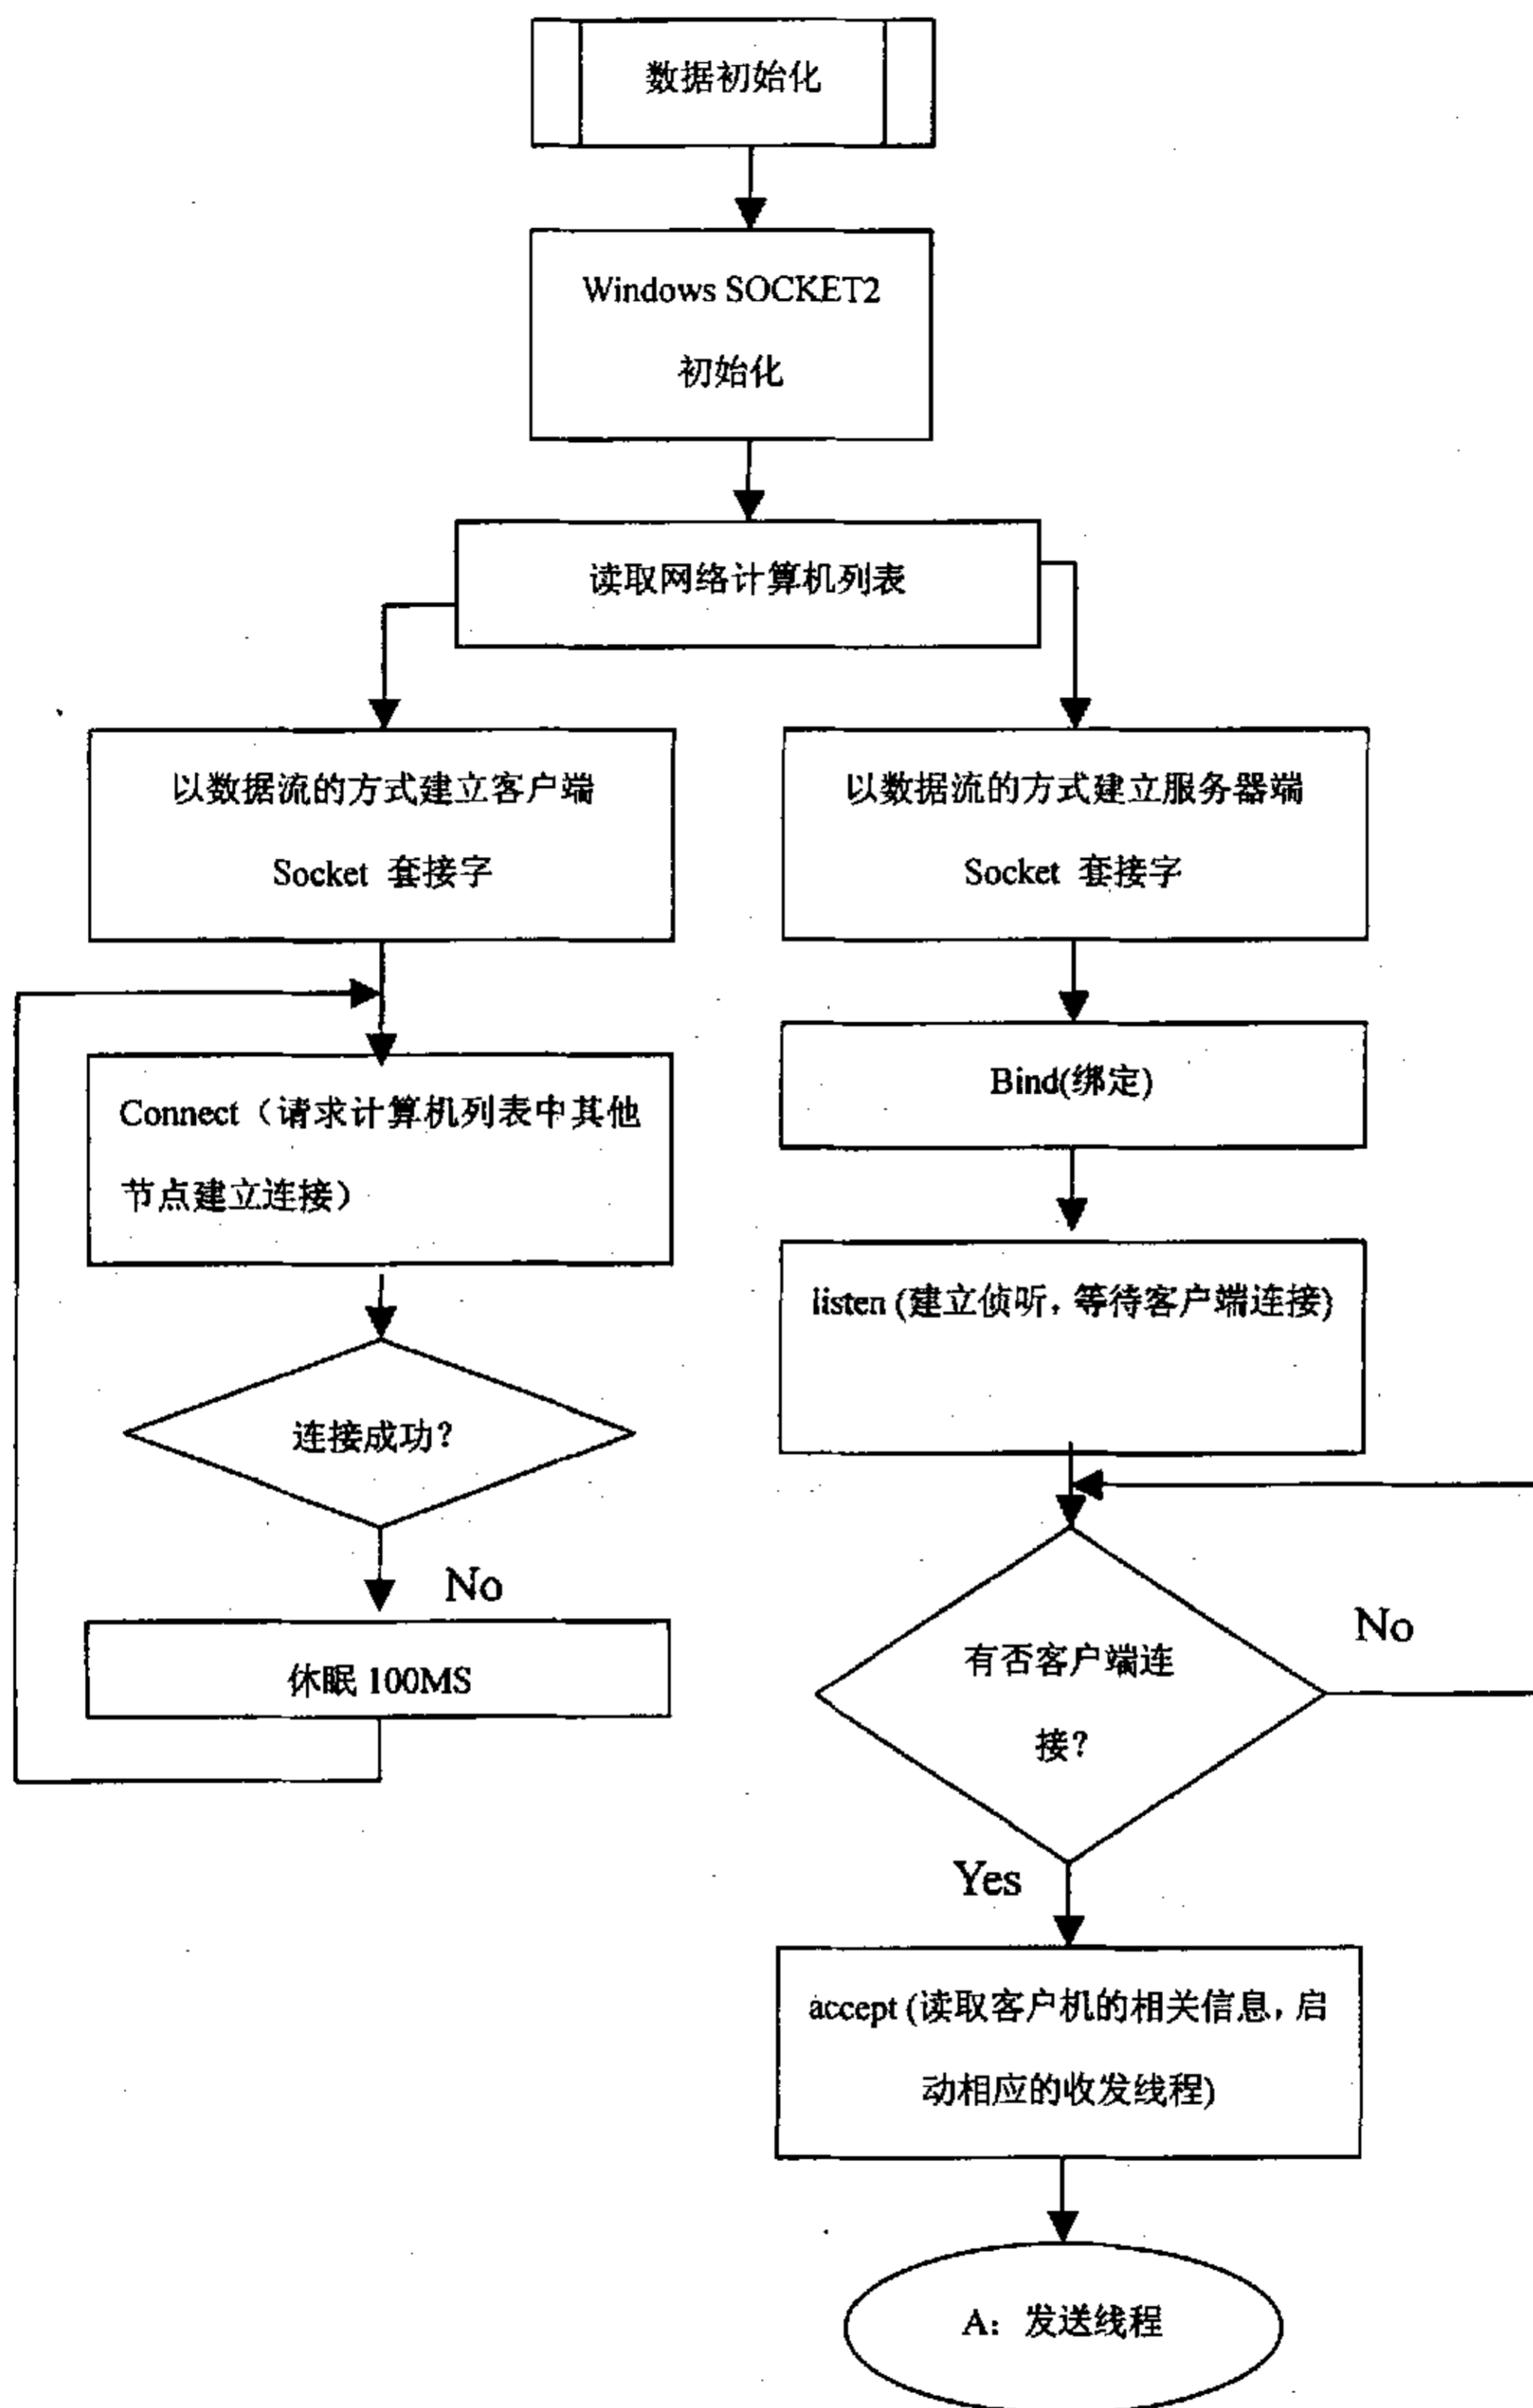 数据初始化
Windows SOCKET2
初始化
读取网络计算机列表
以数据流的方式建立客户端
Socket 套接字
Connect（请求计算机列表中其他
节点建立连接）
连接成功？
No
休眠 100MS
以数据流的方式建立服务器端
Socket 套接字
Bind(绑定)
listen (建立侦听，等待客户端连接)
有否客户端连
接？
No
Yes
accept (读取客户机的相关信息，启
动相应的收发线程)
A：发送线程